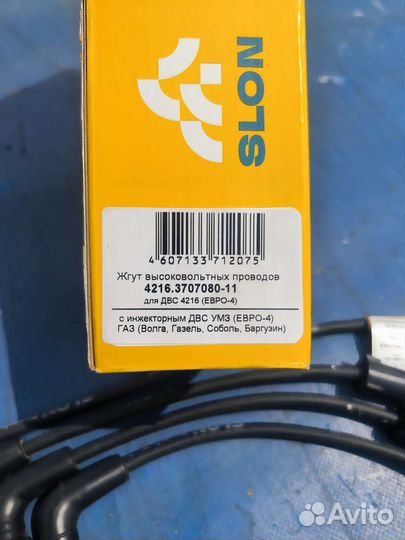 SLON
4 607133 712075
Жгут высоковольтных проводов
4216.3707080-11
для ДВС 4216 (ЕВРО-4)
с инжекторным ДВС УМЗ (ЕВРО-4)
ГАЗ (Волга, Газель, Соболь, Баргузин)
Avito